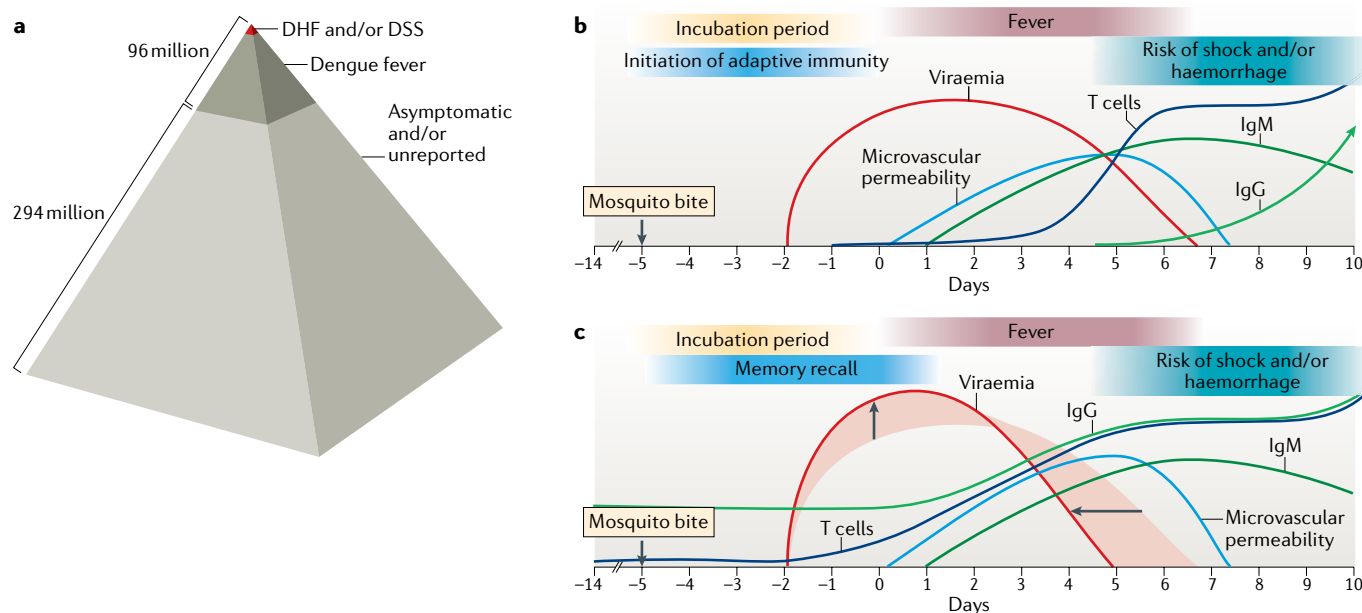 a
DHF and/or DSS
96 million
Dengue fever
Asymptomatic
and/or
unreported
294 million
b
Incubation period
Fever
Initiation of adaptive immunity
Risk of shock and/or
haemorrhage
Viraemia
T cells
IgM
Microvascular
permeability
IgG
Mosquito bite
–14 –5 –4 –3 –2 –1 0 1 2 3 4 5 6 7 8 9 10
Days
c
Incubation period
Fever
Memory recall
Risk of shock and/or
haemorrhage
Viraemia
IgG
IgM
Mosquito bite
T cells
Microvascular
permeability
–14 –5 –4 –3 –2 –1 0 1 2 3 4 5 6 7 8 9 10
Days